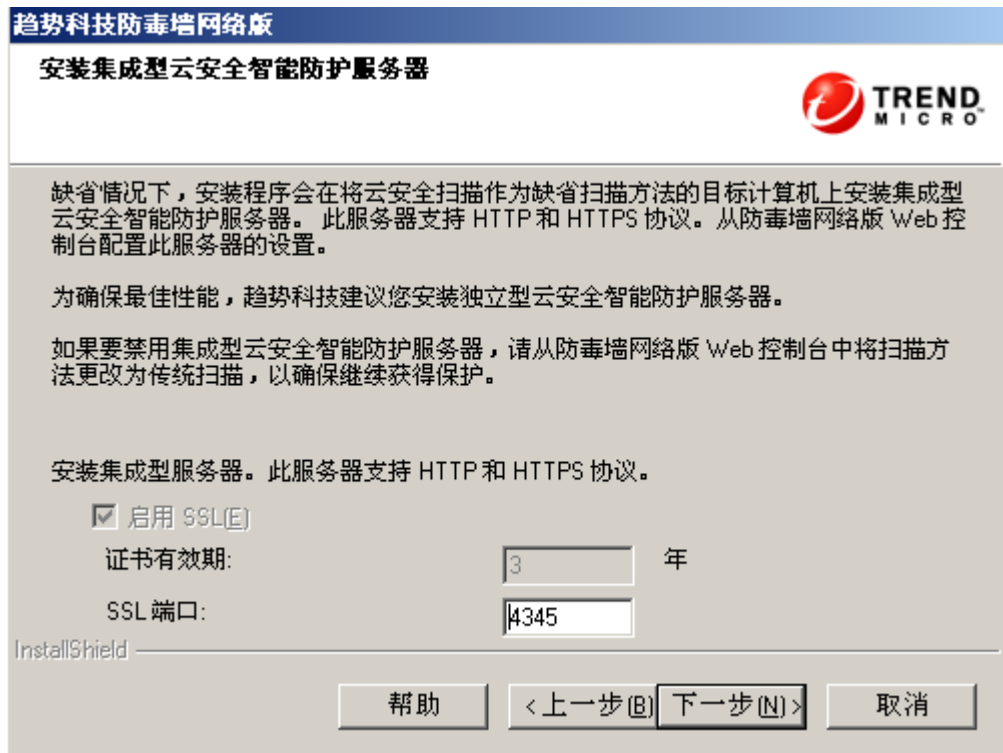 趋势科技防毒墙网络版
安装集成型云安全智能防护服务器
TREND
MICRO
缺省情况下，安装程序会在将云安全扫描作为缺省扫描方法的目标计算机上安装集成型
云安全智能防护服务器。 此服务器支持 HTTP 和 HTTPS 协议。从防毒墙网络版 Web 控
制台配置此服务器的设置。
为确保最佳性能，趋势科技建议您安装独立型云安全智能防护服务器。
如果要禁用集成型云安全智能防护服务器，请从防毒墙网络版 Web 控制台中将扫描方
法更改为传统扫描，以确保继续获得保护。
安装集成型服务器。此服务器支持 HTTP 和 HTTPS 协议。
启用 SSL(E)
证书有效期: 3 年
SSL 端口: 4345
InstallShield
帮助 <上一步(B) 下一步(N)> 取消